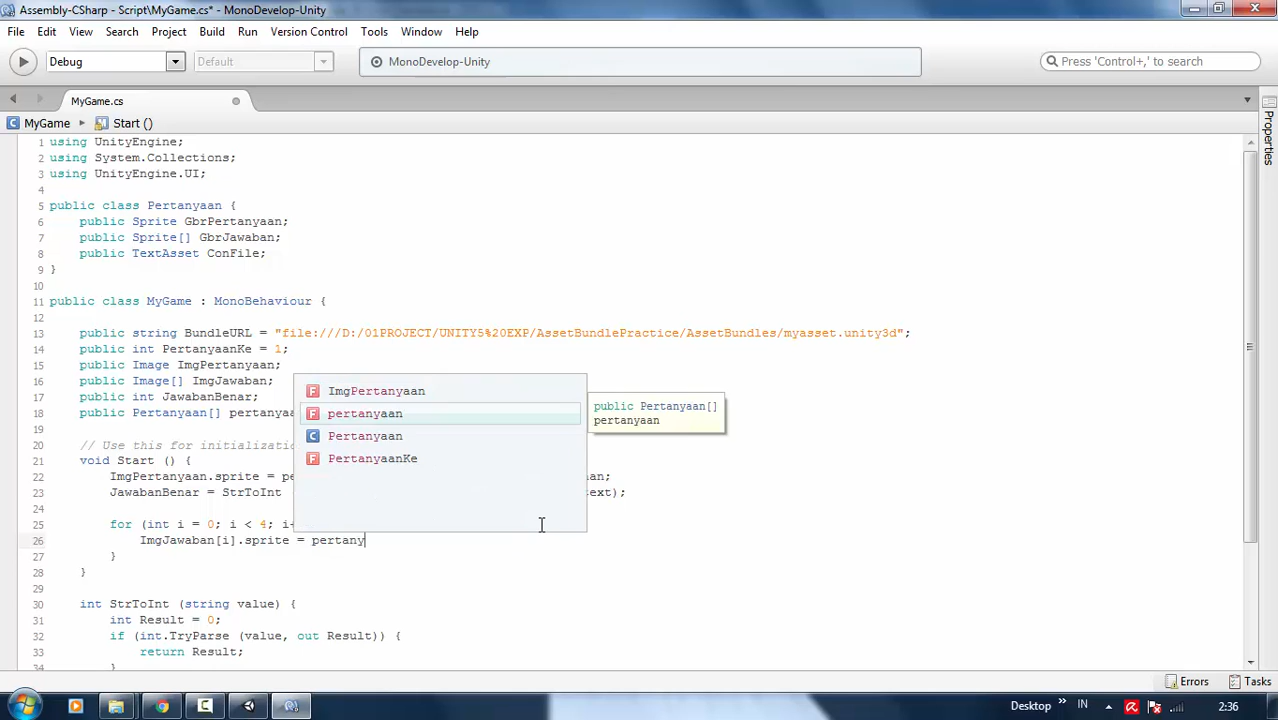 Assembly-CSharp - Script\MyGame.cs* - MonoDevelop-Unity
File Edit View Search Project Build Run Version Control Tools Window Help
Debug Default MonoDevelop-Unity Press 'Control+,' to search
MyGame.cs
MyGame Start ()
Properties
1 using UnityEngine;
2 using System.Collections;
3 using UnityEngine.UI;
4
5 public class Pertanyaan {
6 public Sprite GbrPertanyaan;
7 public Sprite[] GbrJawaban;
8 public TextAsset ConFile;
9 }
10
11 public class MyGame : MonoBehaviour {
12
13 public string BundleURL = "file:///D:/01PROJECT/UNITY5%20EXP/AssetBundlePractice/AssetBundles/myasset.unity3d";
14 public int PertanyaanKe = 1;
15 public Image ImgPertanyaan;
16 public Image[] ImgJawaban;
17 public int JawabanBenar;
18 public Pertanyaan[] pertanyaa
19
20 // Use this for initializatio
21 void Start () {
22 ImgPertanyaan.sprite = pe an;
23 JawabanBenar = StrToInt ext);
24
25 for (int i = 0; i < 4; i+
26 ImgJawaban[i].sprite = pertany
27 }
28 }
29
30 int StrToInt (string value) {
31 int Result = 0;
32 if (int.TryParse (value, out Result)) {
33 return Result;
34 }
F ImgPertanyaan
F pertanyaan
C Pertanyaan
F PertanyaanKe
public Pertanyaan[]
pertanyaan
Errors Tasks
Desktop IN 2:36